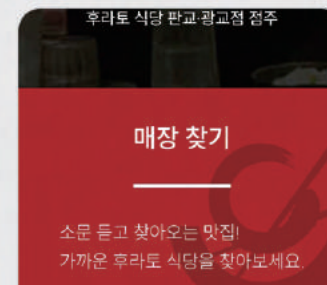 후라토 식당 판교·광교점 점주
매장 찾기
소문 듣고 찾아오는 맛집!
가까운 후라토 식당을 찾아보세요.